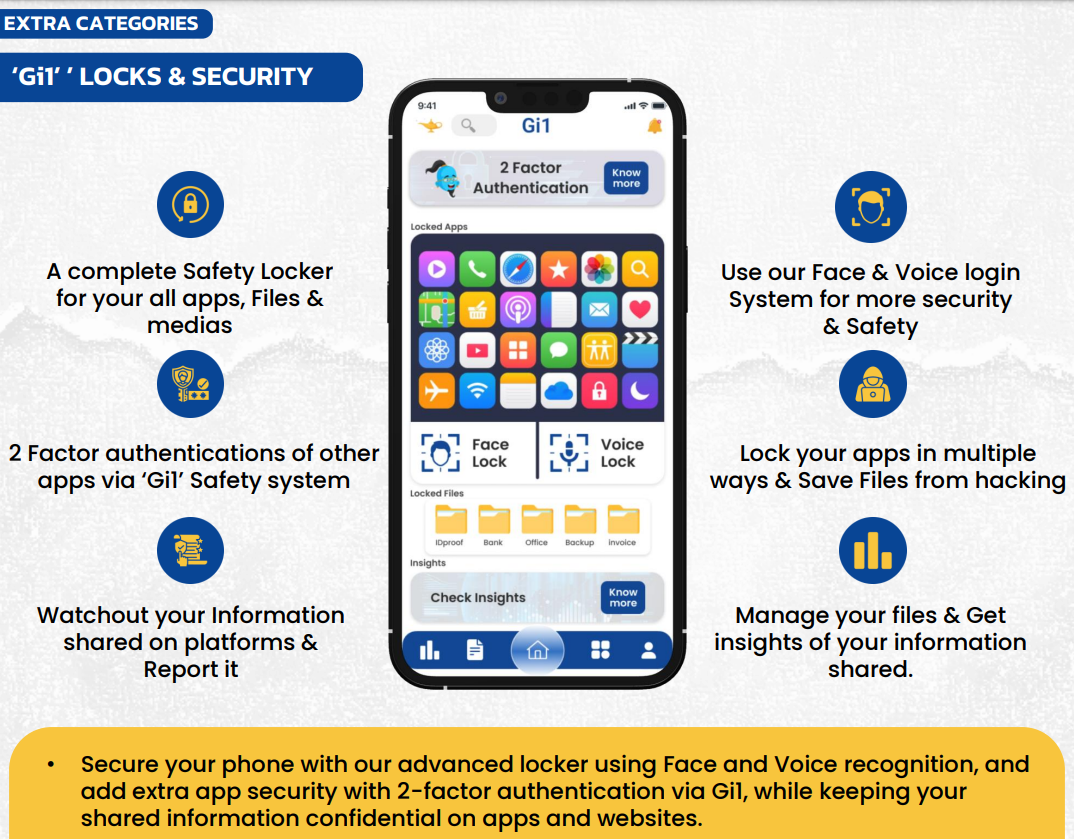 EXTRA CATEGORIES
‘Gi1’ ’ LOCKS & SECURITY
A complete Safety Locker
for your all apps, Files &
medias
2 Factor authentications of other
apps via ‘Gi1’ Safety system
Watchout your Information
shared on platforms &
Report it
9:41
Gi1
2 Factor
Authentication
Know
more
Locked Apps
Face
Lock
Voice
Lock
Locked Files
IDproof
Bank
Office
Backup
invoice
Insights
Check Insights
Know
more
Use our Face & Voice login
System for more security
& Safety
Lock your apps in multiple
ways & Save Files from hacking
Manage your files & Get
insights of your information
shared.
• Secure your phone with our advanced locker using Face and Voice recognition, and
add extra app security with 2-factor authentication via Gi1, while keeping your
shared information confidential on apps and websites.